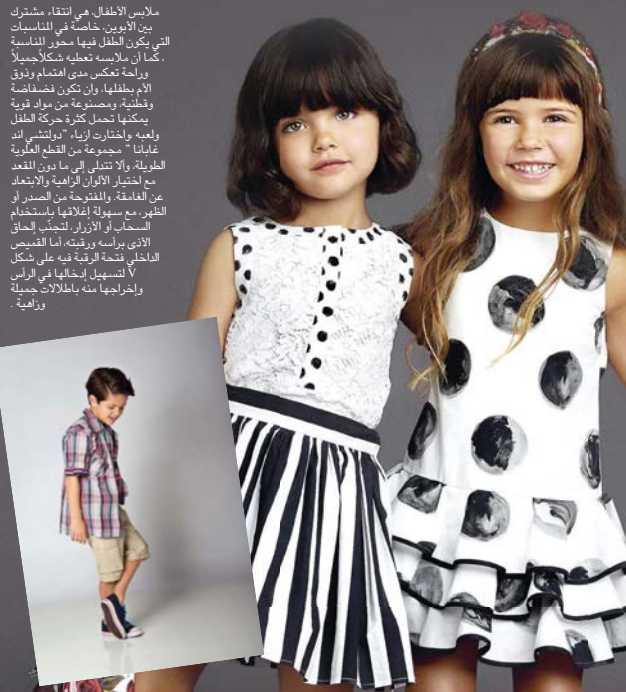 ملابس الأطفال، هي انتقاء مشترك
بين الأبوين، خاصة في المناسبات
التي يكون الطفل فيها محور المناسبة
، كما أن ملابسه تعطيه شكلاًجميلاً
وراحة تعكس مدى اهتمام وذوق
الأم بطفلها، وان تكون فضفاضة
وقطنية، ومصنوعة من مواد قوية
يمكنها تحمل كثرة حركة الطفل
ولعبه .واختارت ازياء "دولتشي اند
غابانا " مجموعة من القطع العلوية
الطويلة، وألا تتدلى إلى ما دون المقعد
مع اختيار الألوان الزاهية والابتعاد
عن الغامقة. والمفتوحة من الصدر أو
الظهر، مع سهولة إغلاقها باستخدام
السحاب أو الأزرار، لتجنّب إلحاق
الأذى برأسه ورقبته، أما القميص
الداخلي فتحة الرقبة فيه على شكل
V لتسهيل إدخالها في الرأس
وإخراجها منه باطلالات جميلة
وزاهية .